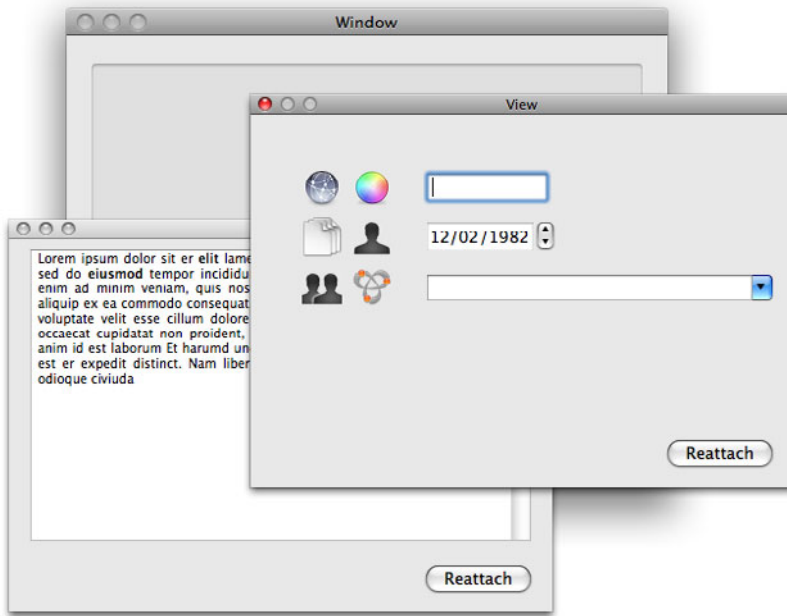 Window
View
12/02/1982
Lorem ipsum dolor sit er elit lame
sed do eiusmod tempor incididu
enim ad minim veniam, quis nos
aliquip ex ea commodo consequat
voluptate velit esse cillum dolore
occaecat cupidatat non proident,
anim id est laborum Et harumd un
est er expedit distinct. Nam liber
odioque civiuda
Reattach
Reattach